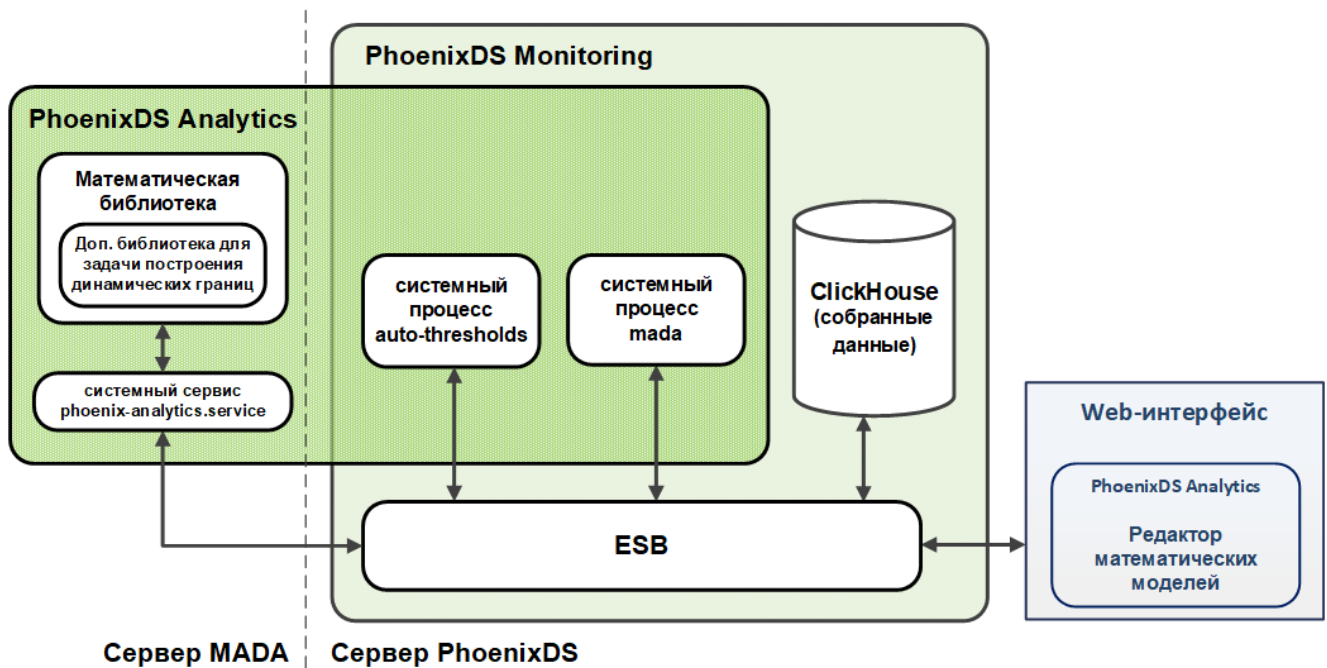 PhoenixDS Monitoring
PhoenixDS Analytics
Математическая
библиотека
Доп. библиотека для
задачи построения
динамических границ
системный
процесс
auto-thresholds
системный
процесс
mada
ClickHouse
(собранные
данные)
системный сервис
phoenix-analytics.service
ESB
Web-интерфейс
PhoenixDS Analytics
Редактор
математических
моделей
Сервер MADA
Сервер PhoenixDS